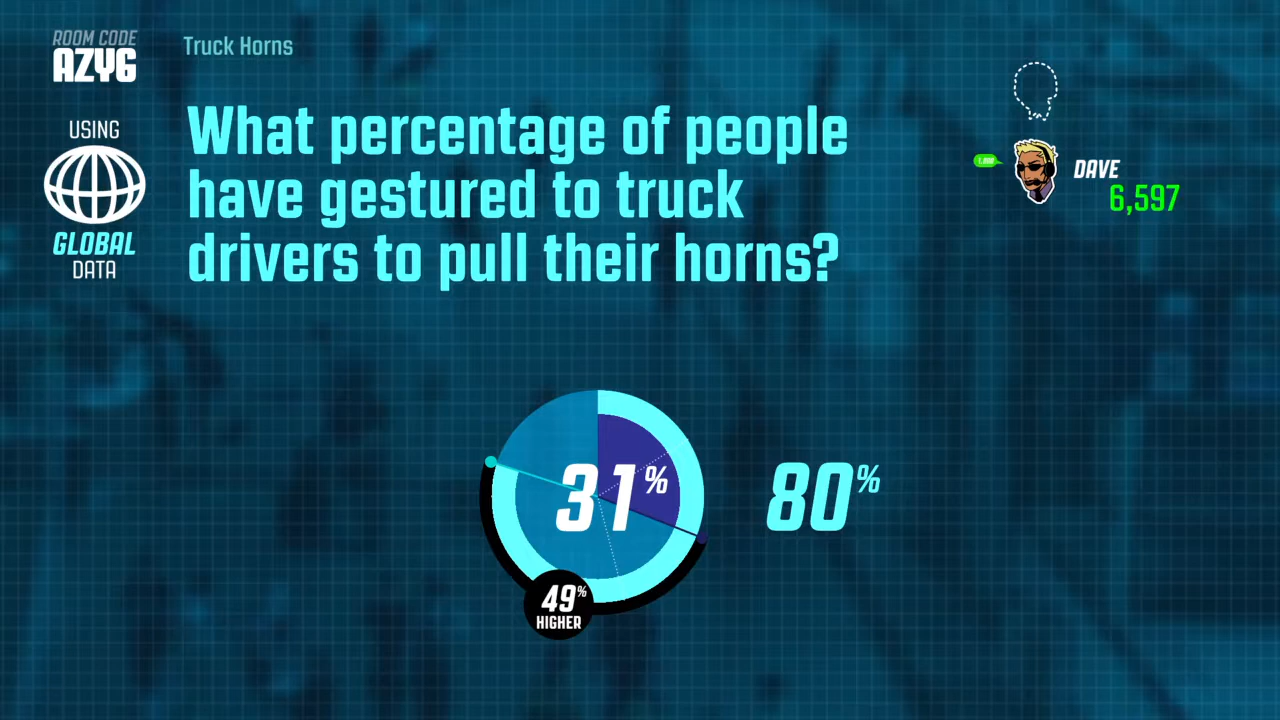 ROOM CODE
AZY6
Truck Horns
USING
GLOBAL
DATA
What percentage of people
have gestured to truck
drivers to pull their horns?
DAVE
6,597
31%
80%
49%
HIGHER